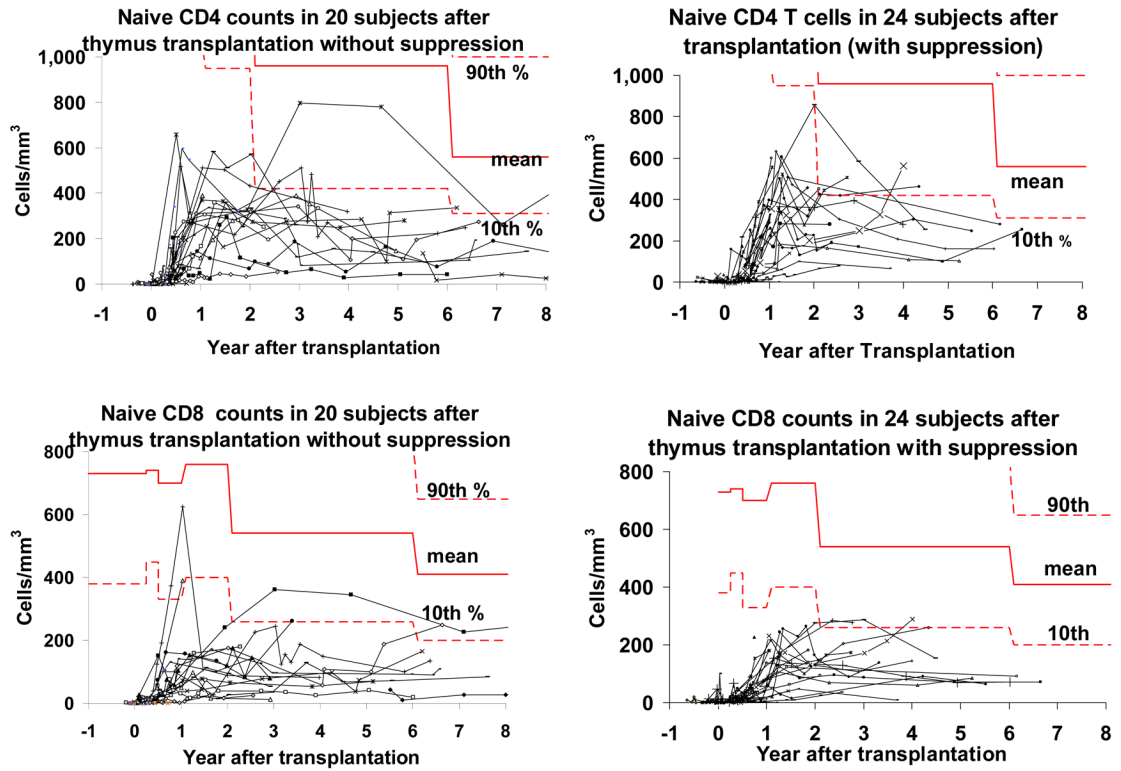 Naive CD4 counts in 20 subjects after
thymus transplantation without suppression
1,000
800
600
400
200
0
Cells/mm3
90th %
mean
10th %
-1 0 1 2 3 4 5 6 7 8
Year after transplantation
Naive CD4 T cells in 24 subjects after
transplantation (with suppression)
1,000
800
600
400
200
0
Cell/mm3
mean
10th %
-1 0 1 2 3 4 5 6 7 8
Year after Transplantation
Naive CD8 counts in 20 subjects after
thymus transplantation without suppression
800
600
400
200
0
Cells/mm3
90th %
mean
10th %
-1 0 1 2 3 4 5 6 7 8
Year after transplantation
Naive CD8 counts in 24 subjects after
thymus transplantation with suppression
800
600
400
200
0
Cells/mm3
90th
mean
10th
-1 0 1 2 3 4 5 6 7 8
Year after transplantation